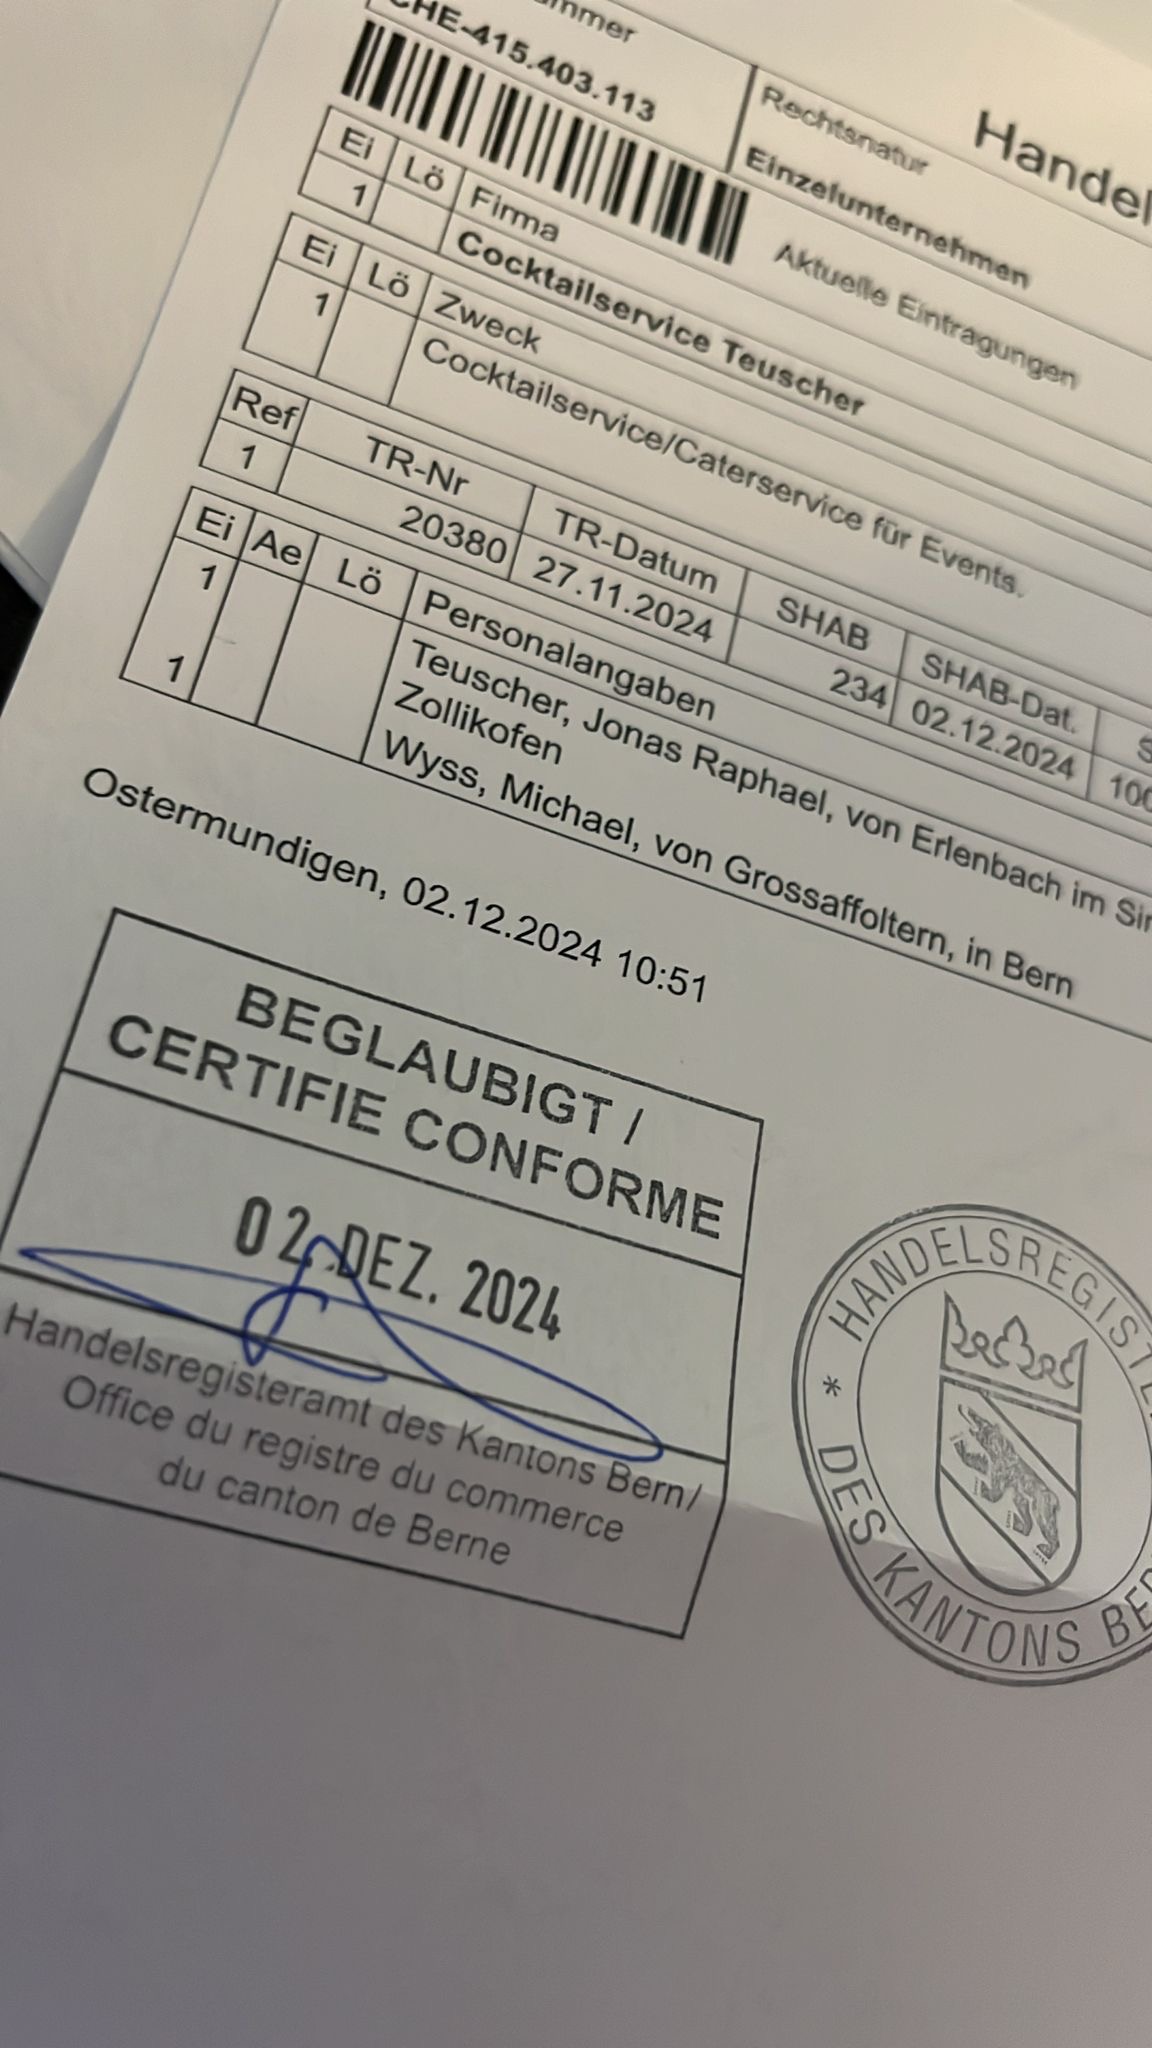 CHE-415.403.113
Rechtsnatur
Einzelunternehmen
Handel
Aktuelle Eintragungen
Ei Lö Firma
1 Cocktailservice Teuscher
Ei Lö Zweck
1 Cocktailservice/Caterservice für Events.
Ref TR-Nr TR-Datum SHAB SHAB-Dat.
1 20380 27.11.2024 234 02.12.2024
Ei Ae Lö Personalangaben
1 Teuscher, Jonas Raphael, von Erlenbach im
Zollikofen
1 Wyss, Michael, von Grossaffoltern, in Bern
Ostermundigen, 02.12.2024 10:51
BEGLAUBIGT /
CERTIFIE CONFORME
02. DEZ. 2024
Handelsregisteramt des Kantons Bern/
Office du registre du commerce
du canton de Berne
HANDELSREGISTE
* DES KANTONS BE